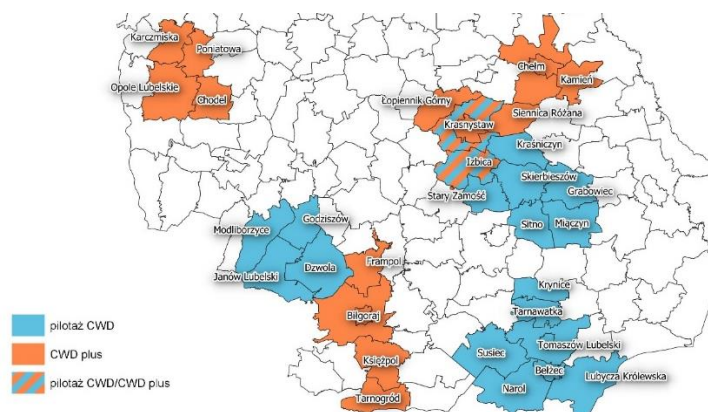 Karczmiska
Poniatowa
Opole Lubelskie
Chodel
Chełm
Kamień
Łopiennik Górny
Siennica Różana
Krasnystaw
Kraśniczyn
Izbica
Skierbieszów
Stary Zamość
Grabowiec
Sitno
Miączyn
Godziszów
Modliborzyce
Dzwola
Janów Lubelski
Frampol
Biłgoraj
Księżpol
Tarnogród
Krynice
Tarnawatka
Tomaszów Lubelski
Susiec
Bełżec
Narol
Lubycza Królewska
pilotaż CWD
CWD plus
pilotaż CWD/CWD plus